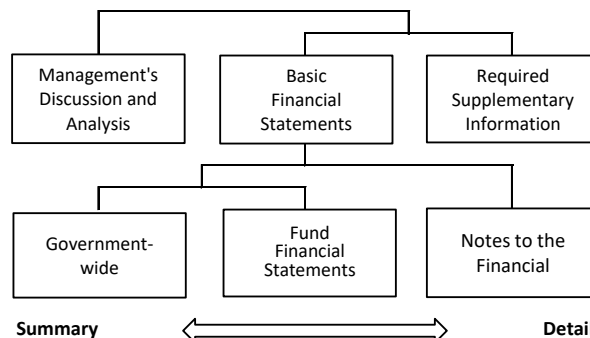 Management's
Discussion and
Analysis
Basic
Financial
Statements
Required
Supplementary
Information
Government-
wide
Fund
Financial
Statements
Notes to the
Financial
Summary
Detai